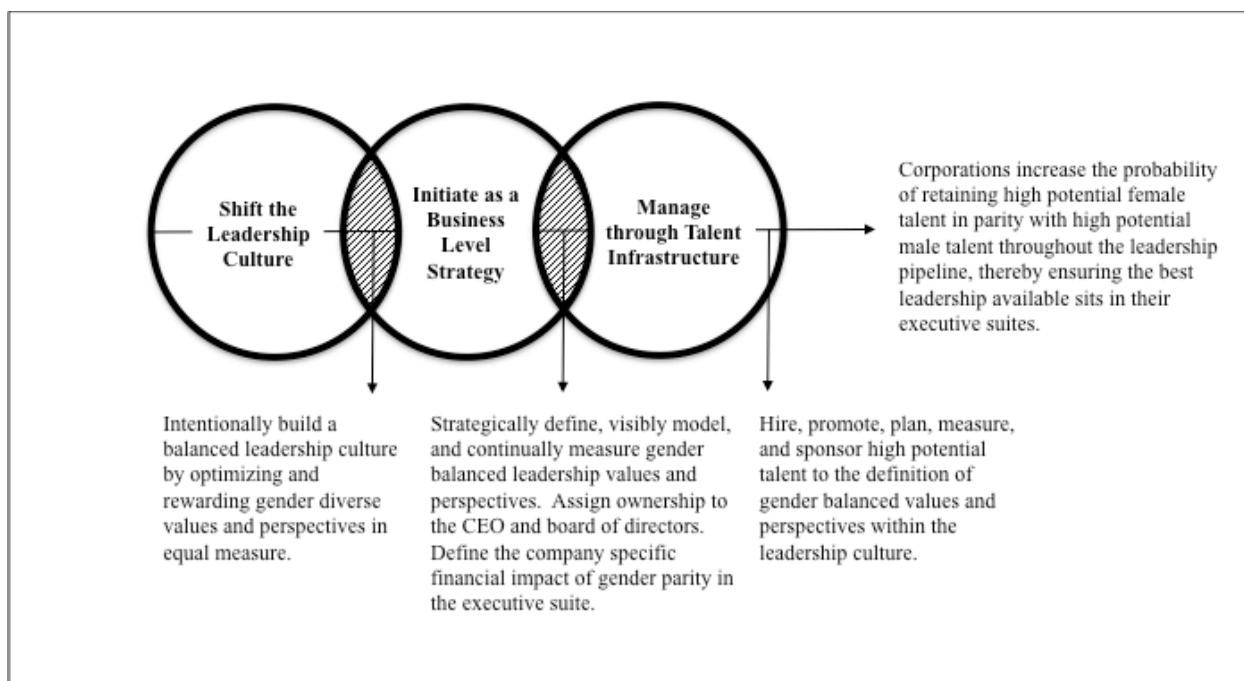 Shift the
Leadership
Culture
Initiate as a
Business
Level
Strategy
Manage
through Talent
Infrastructure
Corporations increase the probability
of retaining high potential female
talent in parity with high potential
male talent throughout the leadership
pipeline, thereby ensuring the best
leadership available sits in their
executive suites.
Intentionally build a
balanced leadership culture
by optimizing and
rewarding gender diverse
values and perspectives in
equal measure.
Strategically define, visibly model,
and continually measure gender
balanced leadership values and
perspectives.  Assign ownership to
the CEO and board of directors.
Define the company specific
financial impact of gender parity in
the executive suite.
Hire, promote, plan, measure,
and sponsor high potential
talent to the definition of
gender balanced values and
perspectives within the
leadership culture.